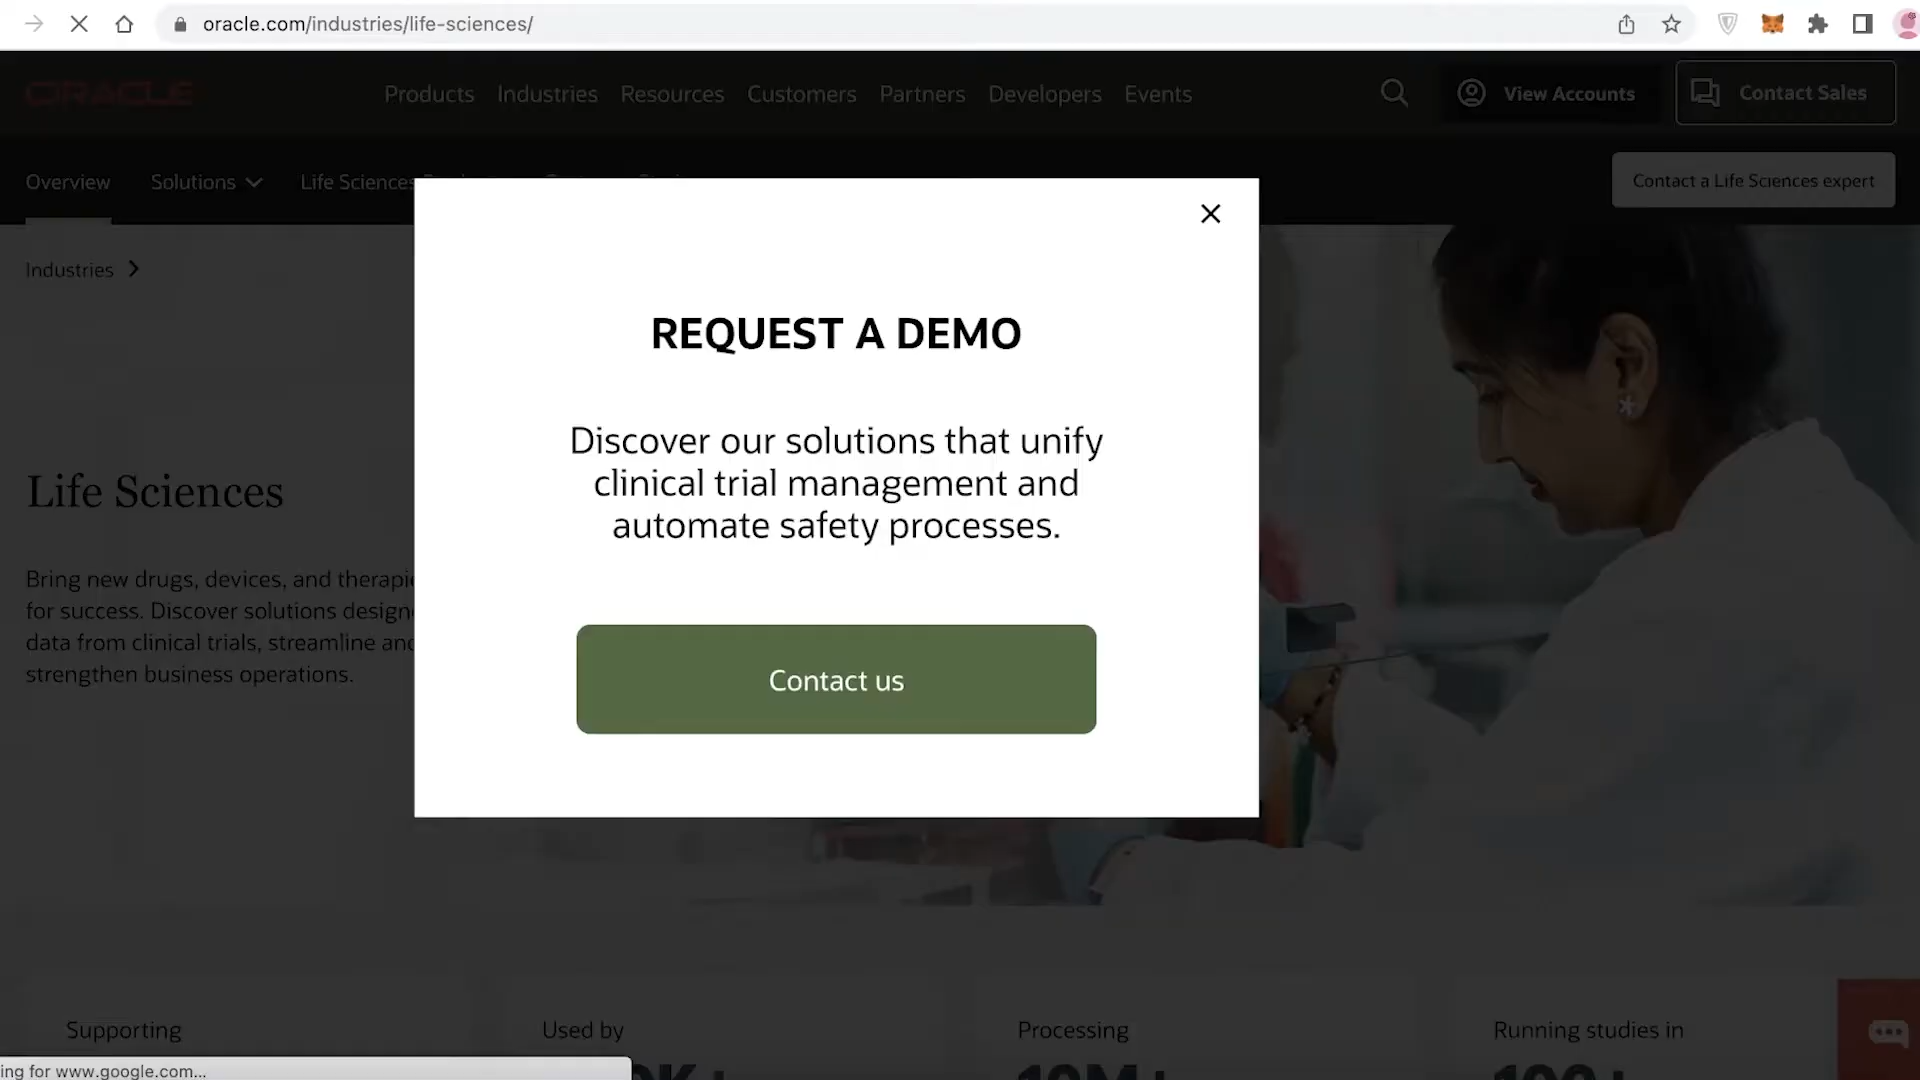 oracle.com/industries/life-sciences/
ORACLE
Products Industries Resources Customers Partners Developers Events
View Accounts
Contact Sales
Overview Solutions Life Sciences
Contact a Life Sciences expert
Industries
REQUEST A DEMO
Discover our solutions that unify
clinical trial management and
automate safety processes.
Contact us
Life Sciences
Bring new drugs, devices, and
for success. Discover solutions
data from clinical trials, streamline
strengthen business operations.
Supporting
Used by
Processing
Running studies in
ing for www.google.com...